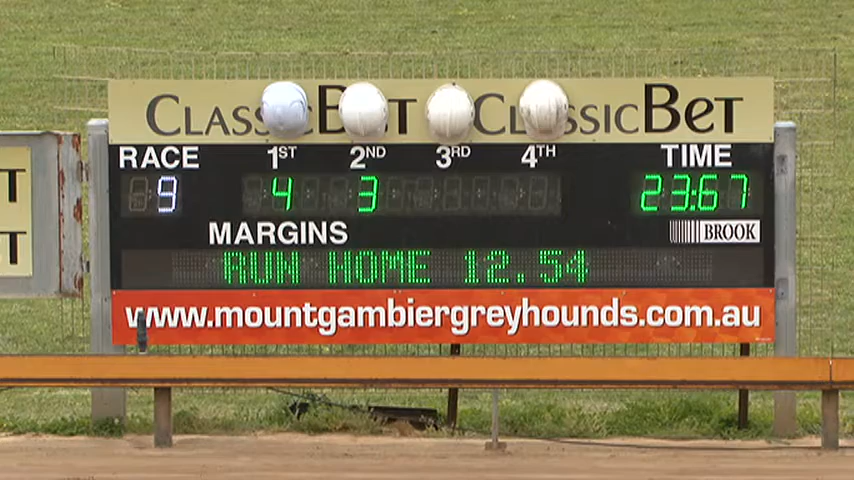 CLASSICBET CLASSICBET
RACE 1ST 2ND 3RD 4TH TIME
9 4 3 23:67
MARGINS BROOK
RUN HOME 12.54
www.mountgambiergreyhounds.com.au